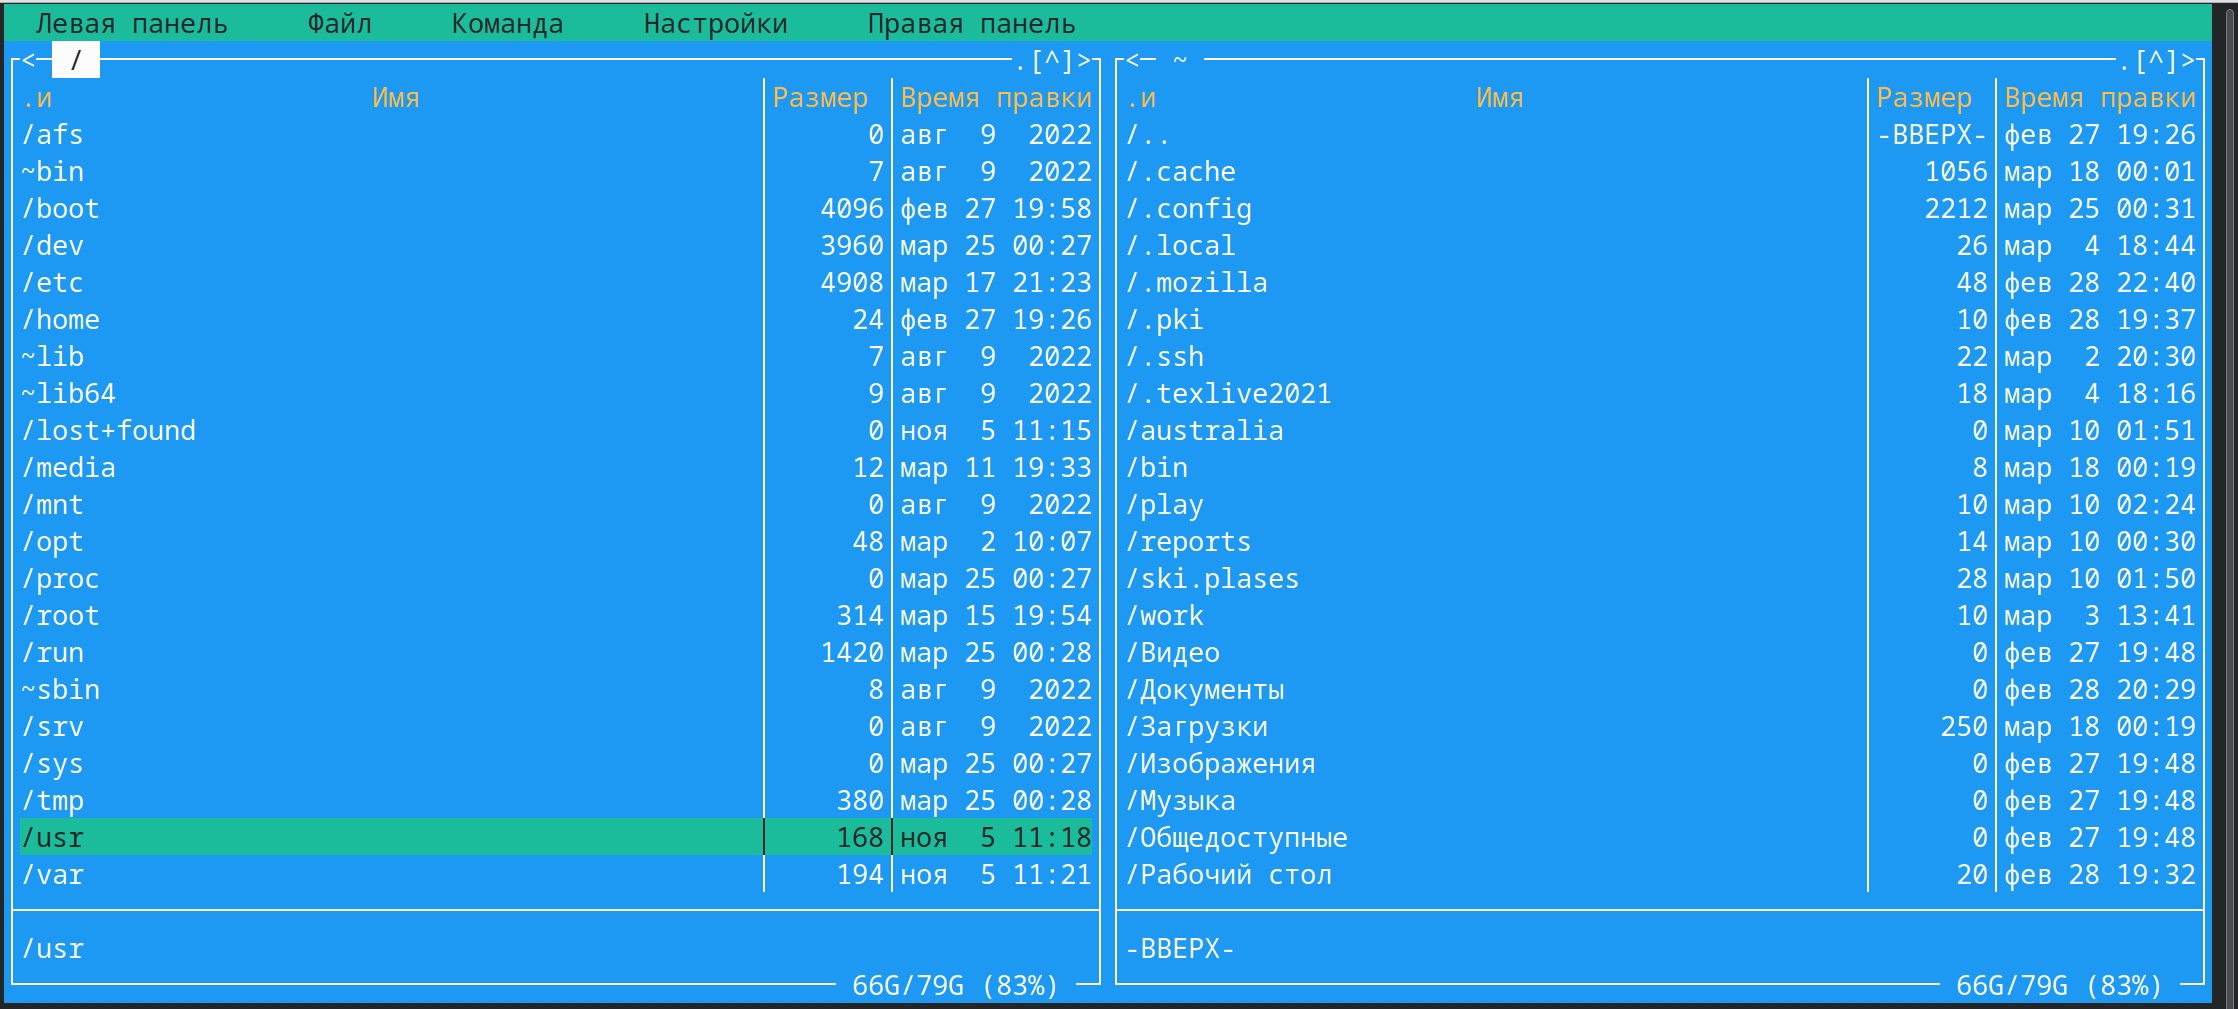 Левая панель Файл Команда Настройки Правая панель
< / .[^]>
.и Имя Размер Время правки
/afs 0 авг 9 2022
~bin 7 авг 9 2022
/boot 4096 фев 27 19:58
/dev 3960 мар 25 00:27
/etc 4908 мар 17 21:23
/home 24 фев 27 19:26
~lib 7 авг 9 2022
~lib64 9 авг 9 2022
/lost+found 0 ноя 5 11:15
/media 12 мар 11 19:33
/mnt 0 авг 9 2022
/opt 48 мар 2 10:07
/proc 0 мар 25 00:27
/root 314 мар 15 19:54
/run 1420 мар 25 00:28
~sbin 8 авг 9 2022
/srv 0 авг 9 2022
/sys 0 мар 25 00:27
/tmp 380 мар 25 00:28
/usr 168 ноя 5 11:18
/var 194 ноя 5 11:21
/usr
66G/79G (83%)
< ~ .[^]>
.и Имя Размер Время правки
/.. -ВВЕРХ- фев 27 19:26
/.cache 1056 мар 18 00:01
/.config 2212 мар 25 00:31
/.local 26 мар 4 18:44
/.mozilla 48 фев 28 22:40
/.pki 10 фев 28 19:37
/.ssh 22 мар 2 20:30
/.texlive2021 18 мар 4 18:16
/australia 0 мар 10 01:51
/bin 8 мар 18 00:19
/play 10 мар 10 02:24
/reports 14 мар 10 00:30
/ski.plases 28 мар 10 01:50
/work 10 мар 3 13:41
/Видео 0 фев 27 19:48
/Документы 0 фев 28 20:29
/Загрузки 250 мар 18 00:19
/Изображения 0 фев 27 19:48
/Музыка 0 фев 27 19:48
/Общедоступные 0 фев 27 19:48
/Рабочий стол 20 фев 28 19:32
-ВВЕРХ-
66G/79G (83%)